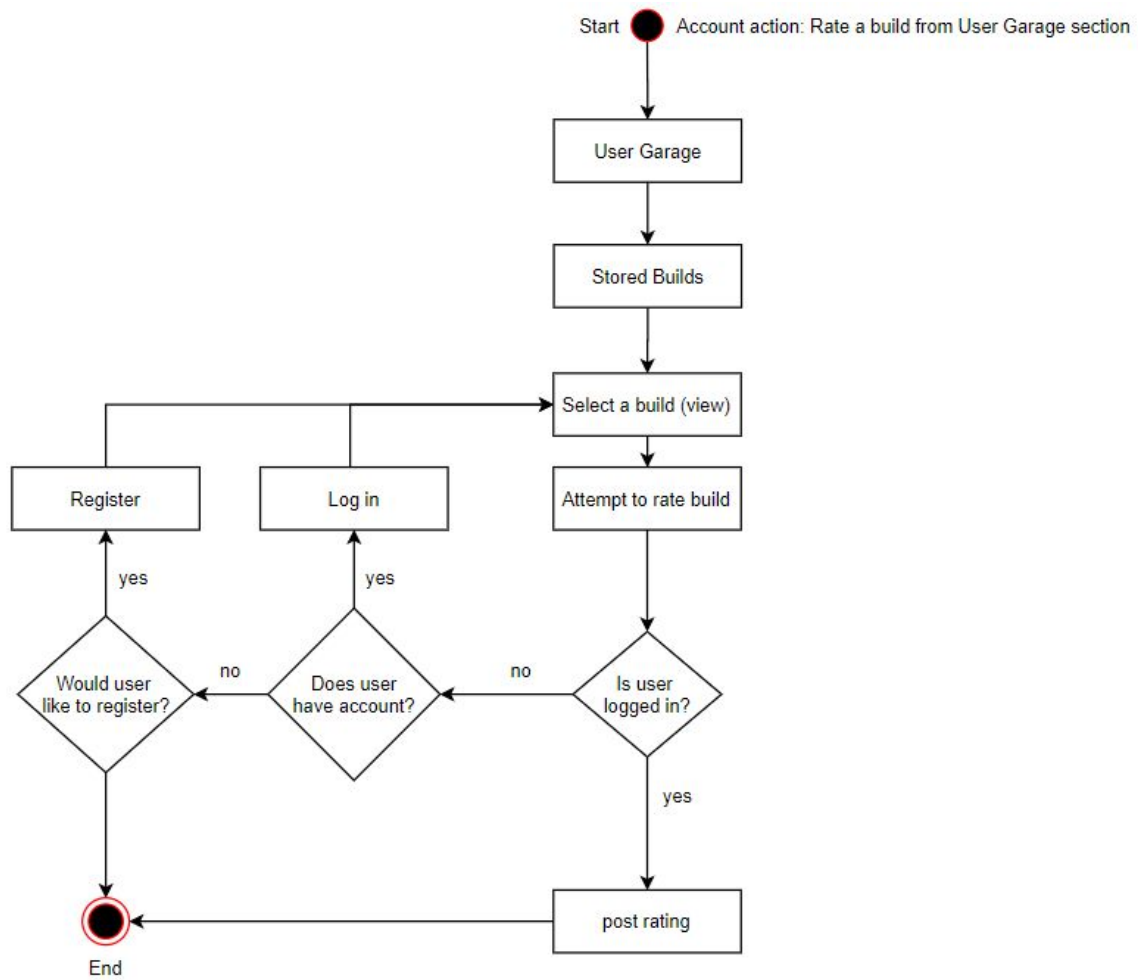 Start
Account action: Rate a build from User Garage section
User Garage
Stored Builds
Select a build (view)
Register
Log in
Attempt to rate build
yes
yes
Would user
like to register?
no
Does user
have account?
no
Is user
logged in?
yes
post rating
End